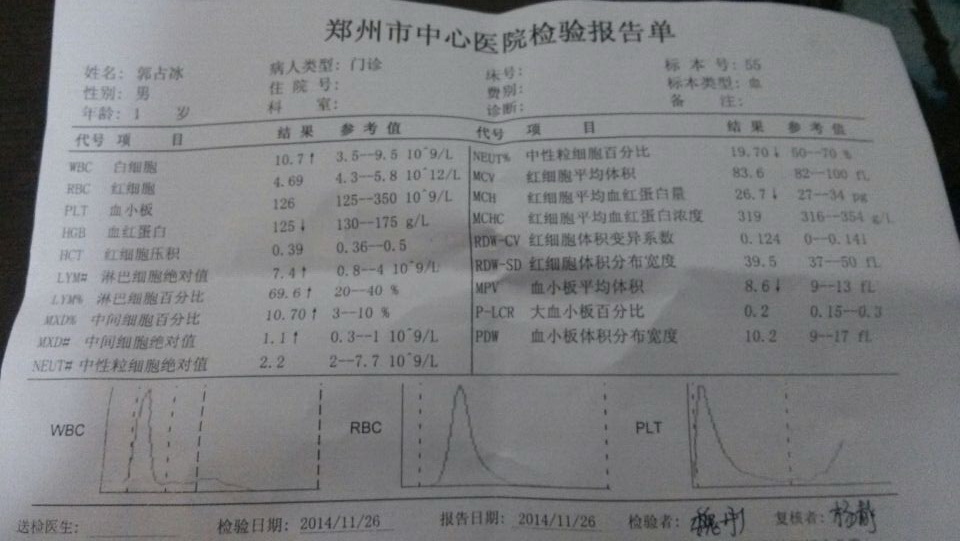 郑州市中心医院检验报告单
姓名: 郭占冰 病人类型: 门诊 床号: 标本号: 55
性别: 男 住院号: 费别: 标本类型: 血
年龄: 1 岁 科室: 诊断: 备注:
代号 项目 结果 参考值 代号 项目 结果 参考值
WBC 白细胞 10.7↑ 3.5--9.5 10^9/L NEUT% 中性粒细胞百分比 19.70↓ 50--70 %
RBC 红细胞 4.69 4.3--5.8 10^12/L MCV 红细胞平均体积 83.6 82--100 fL
PLT 血小板 126 125--350 10^9/L MCH 红细胞平均血红蛋白量 26.7↓ 27--34 pg
HGB 血红蛋白 125↓ 130--175 g/L MCHC 红细胞平均血红蛋白浓度 319 316--354 g/L
HCT 红细胞压积 0.39 0.36--0.5 RDW-CV 红细胞体积变异系数 0.124 0--0.141
LYM# 淋巴细胞绝对值 7.4↑ 0.8--4 10^9/L RDW-SD 红细胞体积分布宽度 39.5 37--50 fL
LYM% 淋巴细胞百分比 69.6↑ 20--40 % MPV 血小板平均体积 8.6↓ 9--13 fL
MXD% 中间细胞百分比 10.70↑ 3--10 % P-LCR 大血小板百分比 0.2 0.15--0.3
MXD# 中间细胞绝对值 1.1↑ 0.3--1 10^9/L PDW 血小板体积分布宽度 10.2 9--17 fL
NEUT# 中性粒细胞绝对值 2.2 2--7.7 10^9/L
WBC RBC PLT
送检医生: 检验日期: 2014/11/26 报告日期: 2014/11/26 检验者: 复核者: